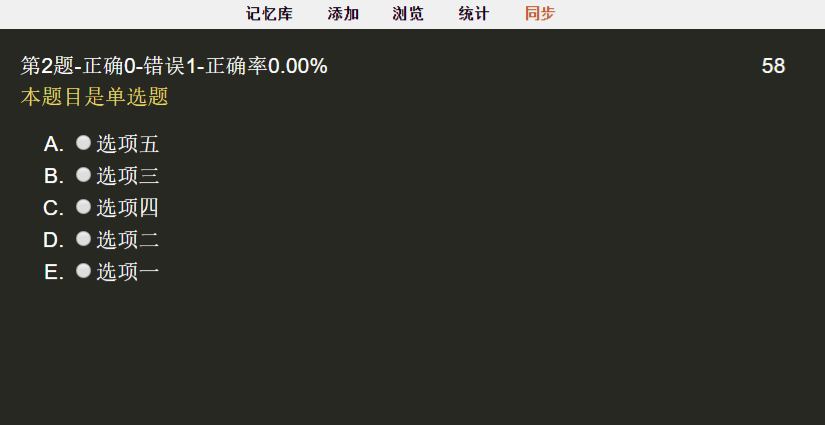 记忆库 添加 浏览 统计 同步
第2题-正确0-错误1-正确率0.00% 58
本题目是单选题
A. 选项五
B. 选项三
C. 选项四
D. 选项二
E. 选项一